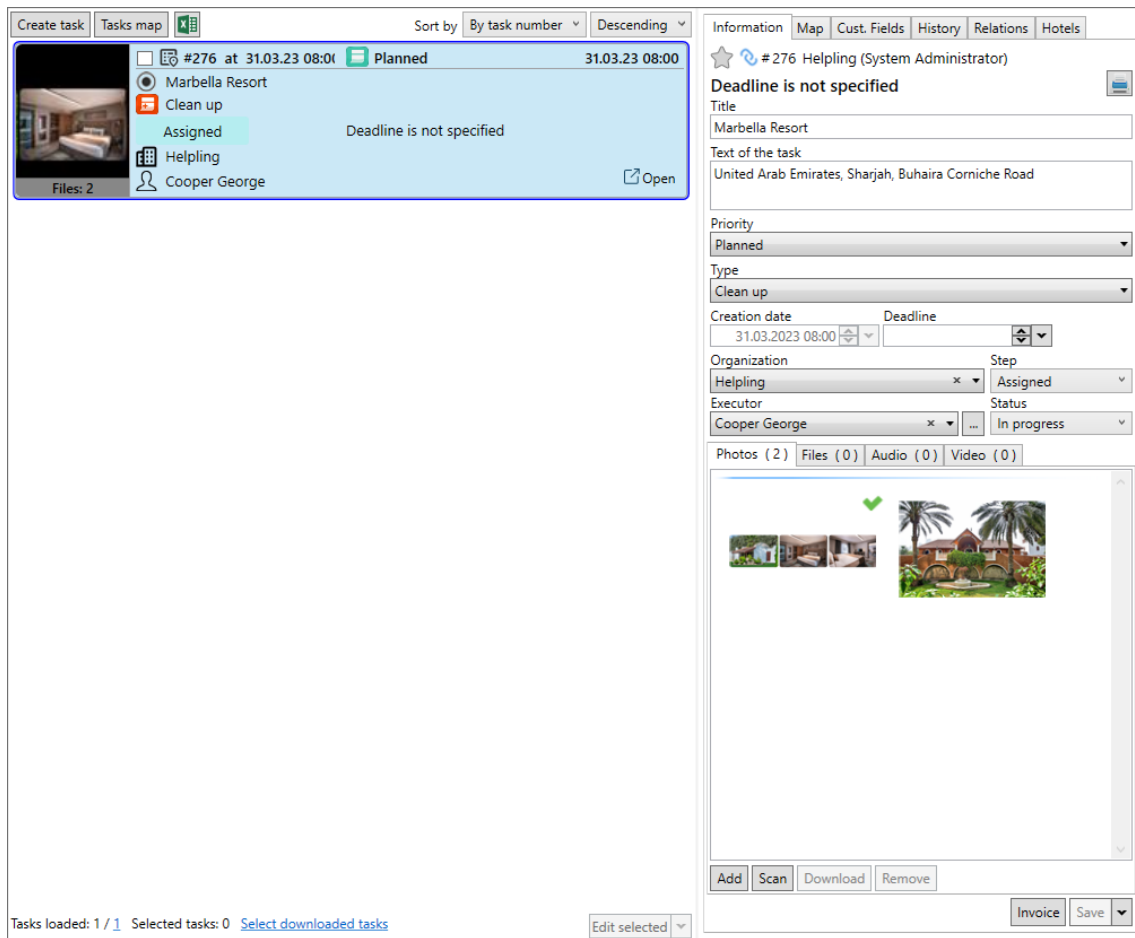 Create task Tasks map Sort by By task number Descending
#276 at 31.03.23 08:0 Planned 31.03.23 08:00
Marbella Resort
Clean up
Assigned Deadline is not specified
Helpling
Files: 2 Cooper George Open
Tasks loaded: 1 / 1 Selected tasks: 0 Select downloaded tasks Edit selected
Information Map Cust. Fields History Relations Hotels
# 276 Helpling (System Administrator)
Deadline is not specified
Title
Marbella Resort
Text of the task
United Arab Emirates, Sharjah, Buhaira Corniche Road
Priority
Planned
Type
Clean up
Creation date Deadline
31.03.2023 08:00
Organization Step
Helpling × Assigned
Executor Status
Cooper George × ... In progress
Photos ( 2 ) Files ( 0 ) Audio ( 0 ) Video ( 0 )
Add Scan Download Remove
Invoice Save